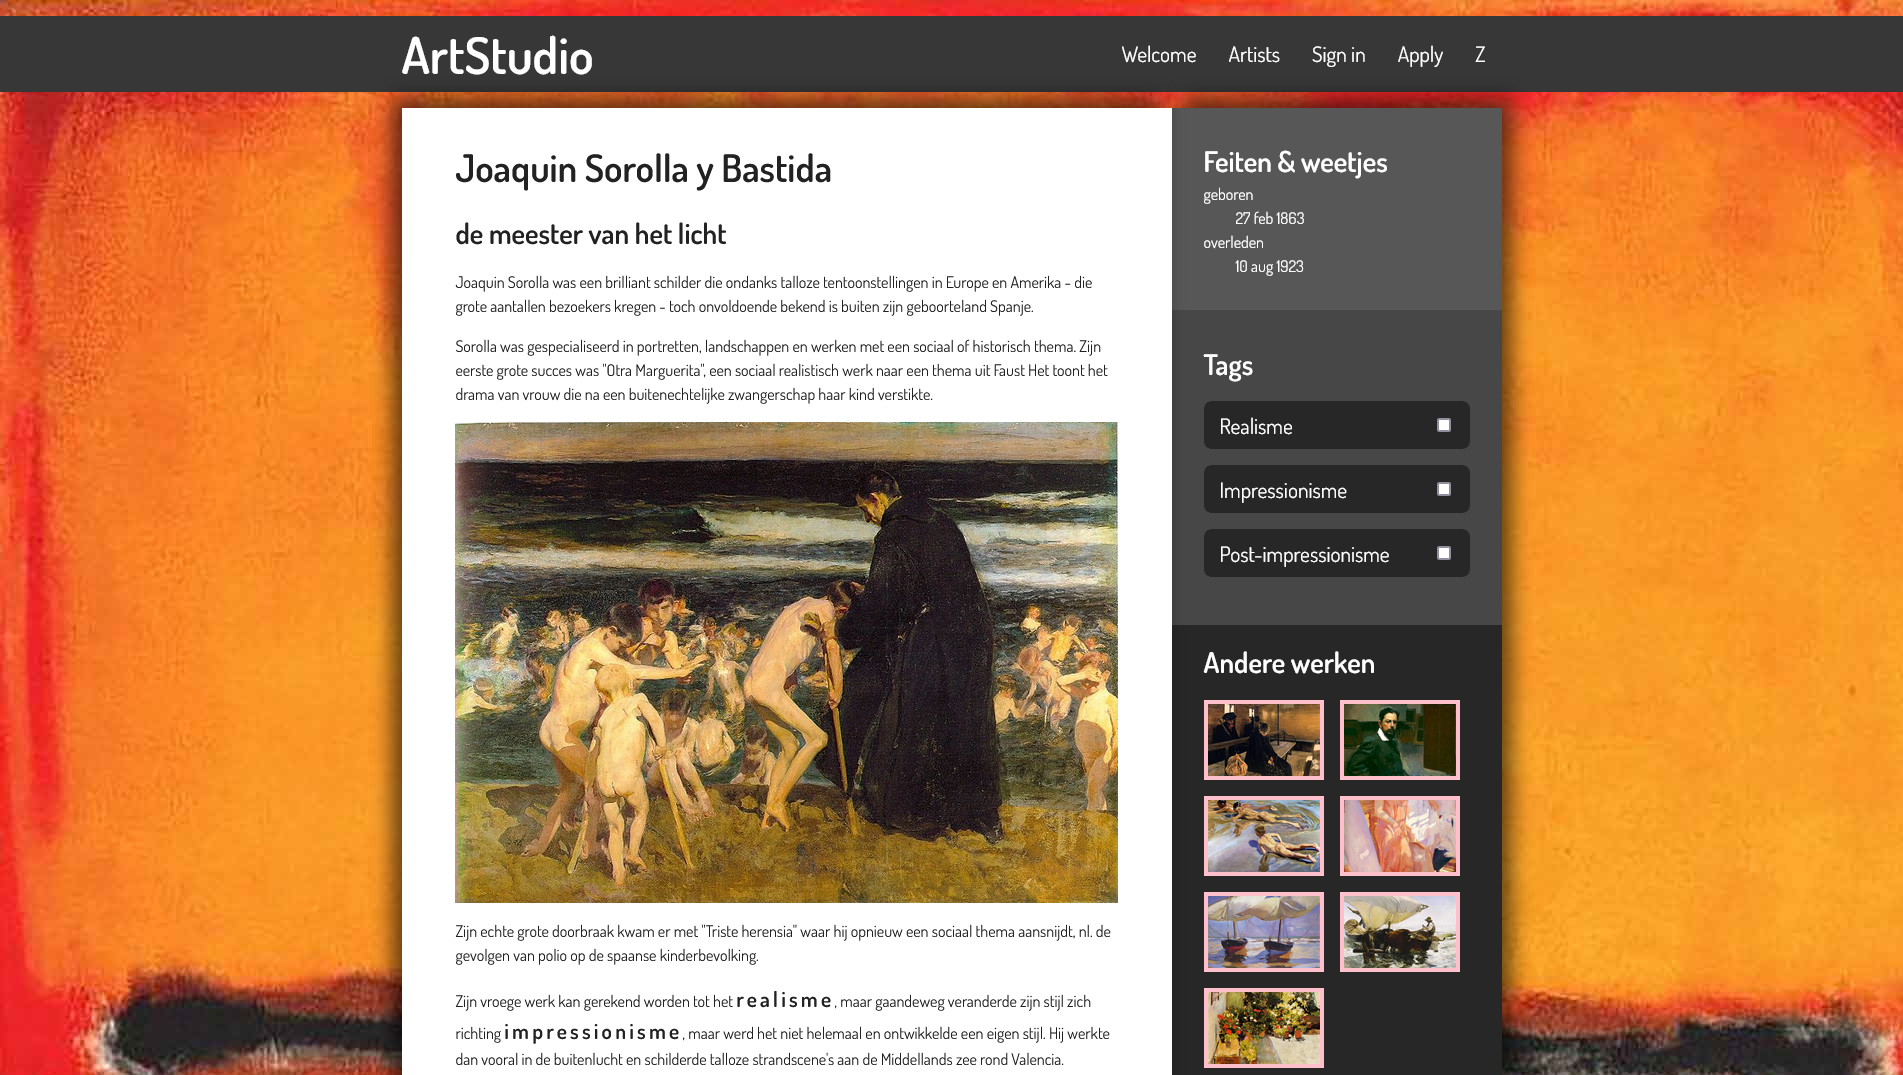 ArtStudio
Welcome Artists Sign in Apply Z
Joaquin Sorolla y Bastida
de meester van het licht
Joaquin Sorolla was een brilliant schilder die ondanks talloze tentoonstellingen in Europe en Amerika - die
grote aantallen bezoekers kregen - toch onvoldoende bekend is buiten zijn geboorteland Spanje.
Sorolla was gespecialiseerd in portretten, landschappen en werken met een sociaal of historisch thema. Zijn
eerste grote succes was "Otra Marguerita", een sociaal realistisch werk naar een thema uit Faust Het toont het
drama van vrouw die na een buitenechtelijke zwangerschap haar kind verstikte.
Zijn echte grote doorbraak kwam er met "Triste herensia" waar hij opnieuw een sociaal thema aansnijdt, nl. de
gevolgen van polio op de spaanse kinderbevolking.
Zijn vroege werk kan gerekend worden tot het realisme, maar gaandeweg veranderde zijn stijl zich
richting impressionisme, maar werd het niet helemaal en ontwikkelde een eigen stijl. Hij werkte
dan vooral in de buitenlucht en schilderde talloze strandscene's aan de Middellands zee rond Valencia.
Feiten & weetjes
geboren
27 feb 1863
overleden
10 aug 1923
Tags
Realisme
Impressionisme
Post-impressionisme
Andere werken